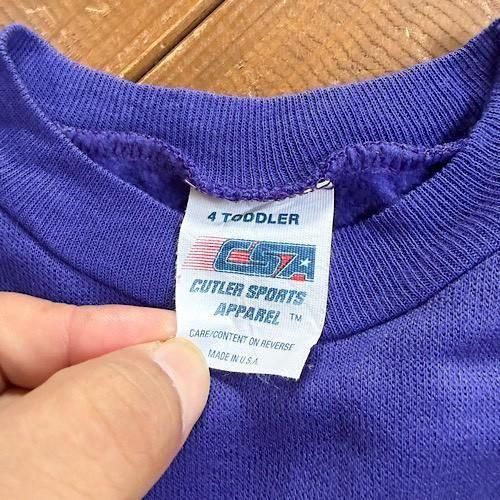 4 TODDLER
CSA
CUTLER SPORTS
APPAREL ™
CARE/CONTENT ON REVERSE
MADE IN U.S.A.